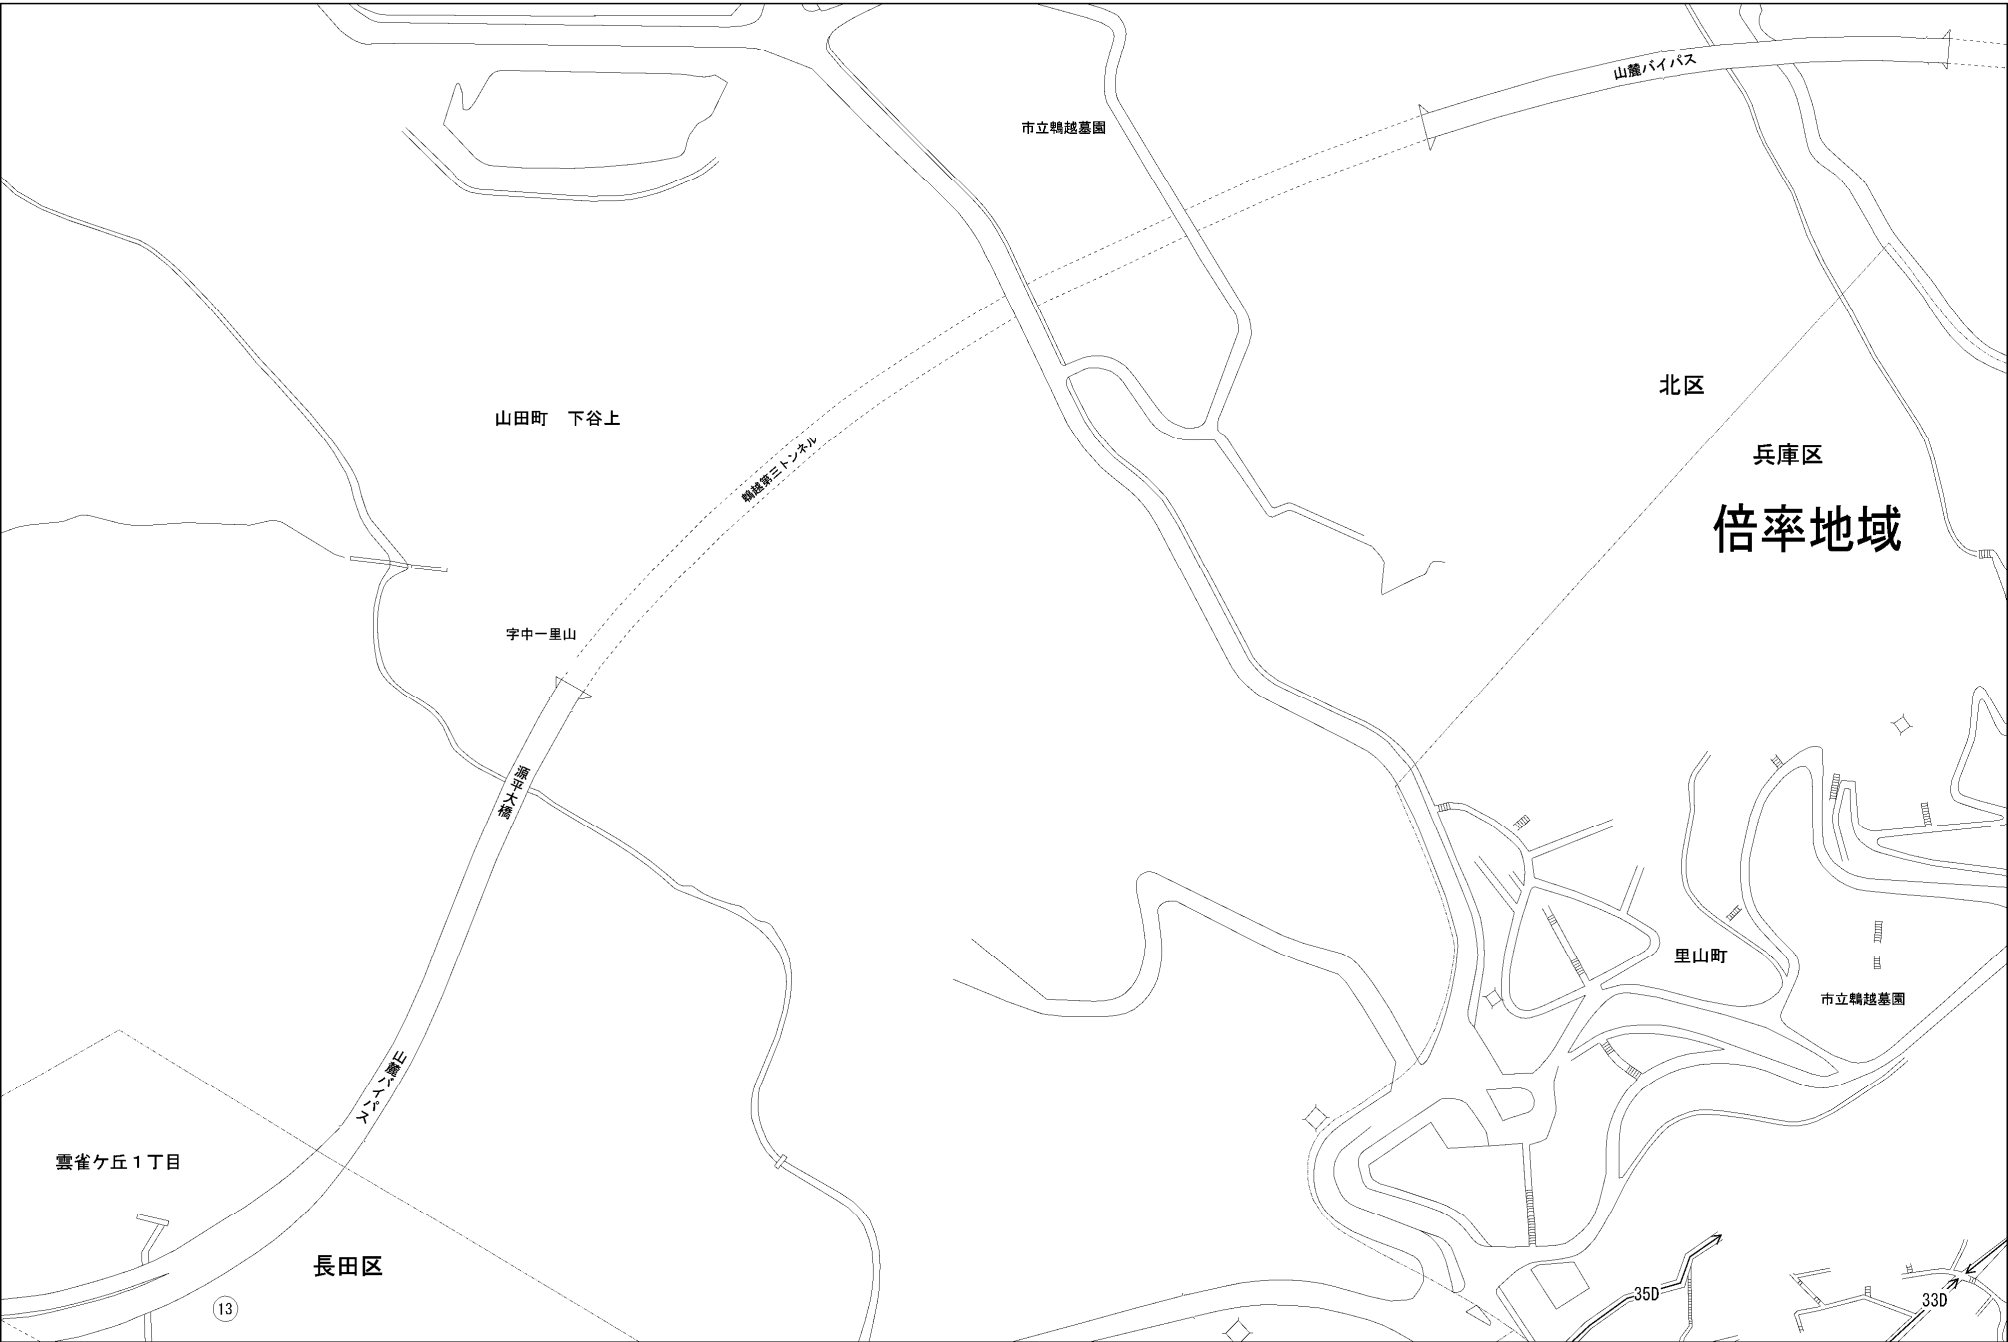 山麓バイパス
市立鵯越墓園
北区
山田町　下谷上
兵庫区
鵯越第三トンネル
倍率地域
字中一里山
源平大橋
里山町
市立鵯越墓園
山麓バイパス
雲雀ケ丘1丁目
長田区
35D
33D
13